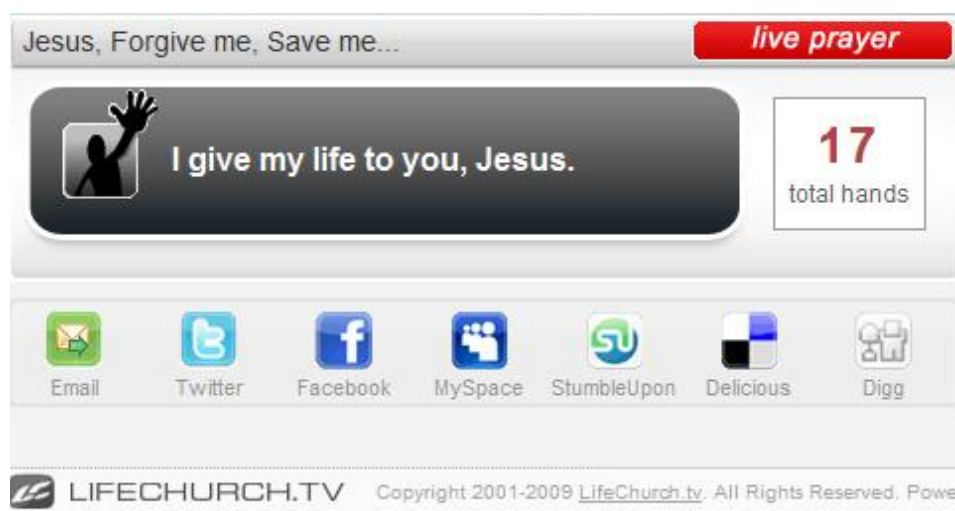 Jesus, Forgive me, Save me...
live prayer
I give my life to you, Jesus.
17
total hands
Email Twitter Facebook MySpace StumbleUpon Delicious Digg
LIFECHURCH.TV Copyright 2001-2009 LifeChurch.tv. All Rights Reserved. Powe